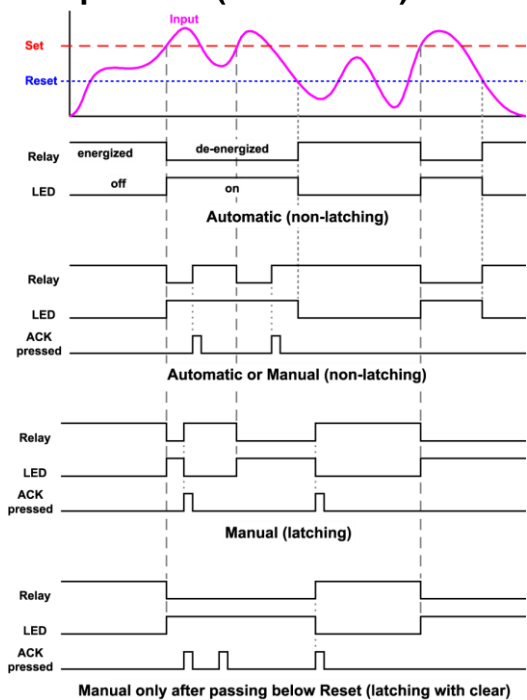 Input
Set
Reset
Relay energized de-energized
LED off on
Automatic (non-latching)
Relay
LED
ACK
pressed
Automatic or Manual (non-latching)
Relay
LED
ACK
pressed
Manual (latching)
Relay
LED
ACK
pressed
Manual only after passing below Reset (latching with clear)